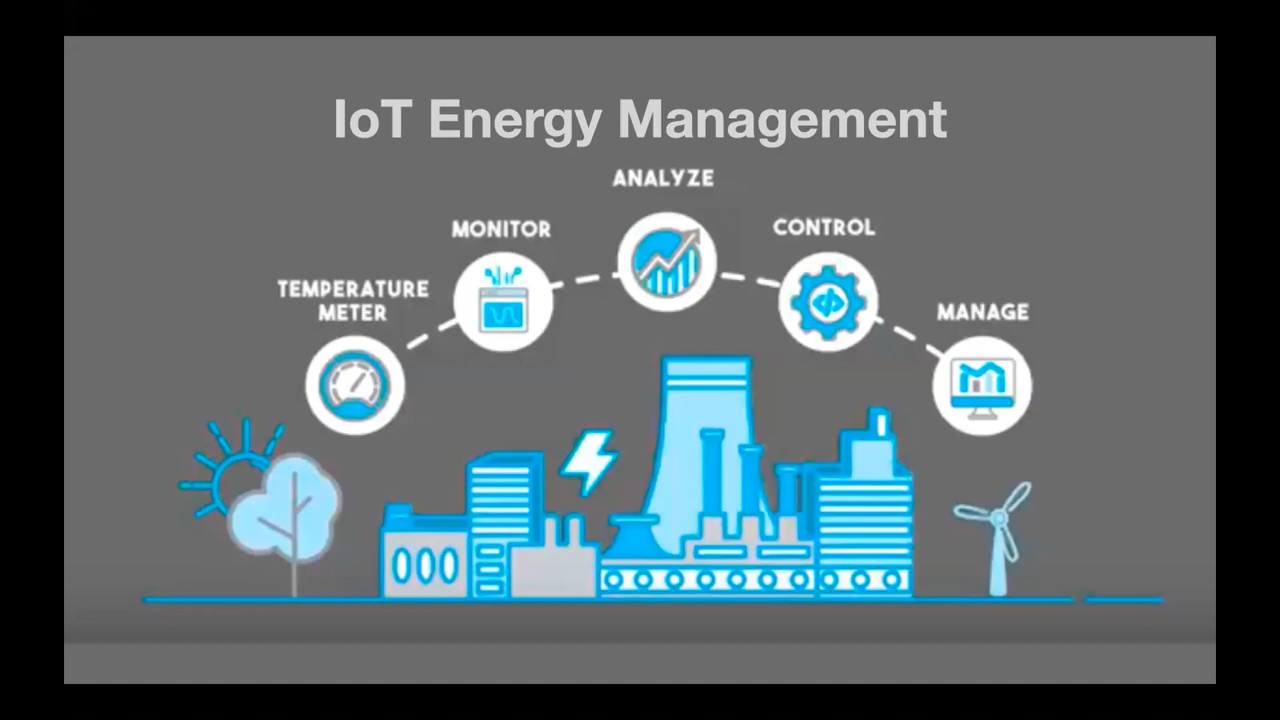 IoT Energy Management
ANALYZE
MONITOR
CONTROL
TEMPERATURE
METER
MANAGE